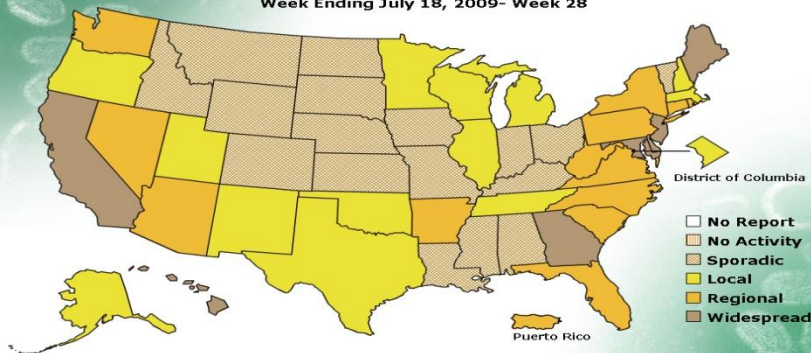 Week Ending July 18, 2009- Week 28
District of Columbia
No Report
No Activity
Sporadic
Local
Regional
Widespread
Puerto Rico